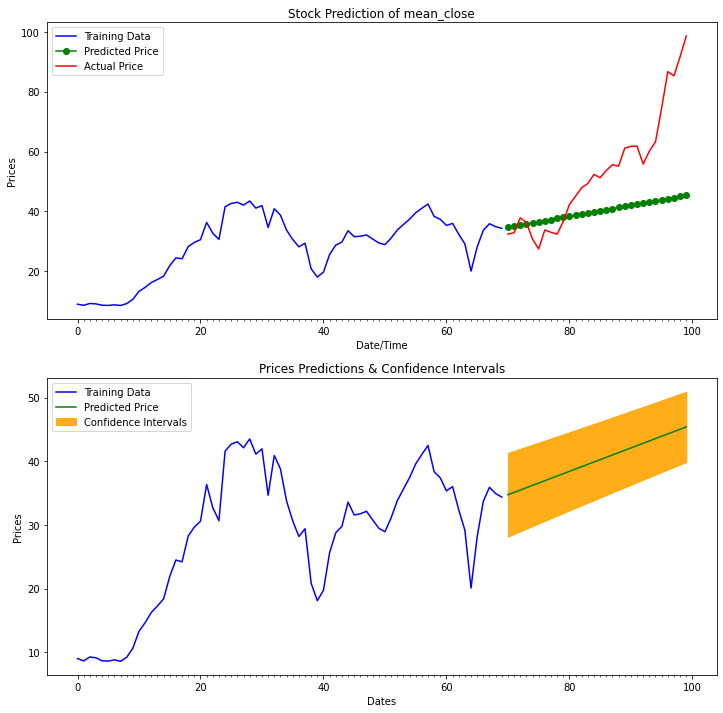 Stock Prediction of mean_close
Training Data
Predicted Price
Actual Price
100
80
60
40
20
Prices
0 20 40 60 80 100
Date/Time
Prices Predictions & Confidence Intervals
Training Data
Predicted Price
Confidence Intervals
50
40
30
20
10
Prices
0 20 40 60 80 100
Dates